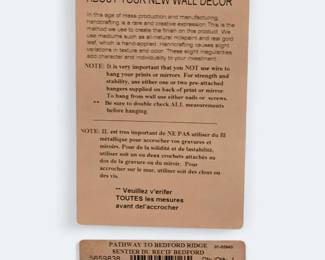 ABOUT YOUR NEW WALL DECOR
In this age of mass production and manufacturing,
handcrafting is a rare and creative expression This is the
method we use to create the finish on this product. We
use mediums such as all-natural milkpaint and real gold
leaf, which is hand-applied. Handcrafting causes slight
variations in texture and color. These slight irregularities
add character and individuality to your investment.
NOTE: It is very important that you NOT use wire to
hang your prints or mirrors. For strength and
stability, use either one or two pre-attached
hangers supplied on back of print or mirror.
To hang from wall use either nails or screws.
** Be sure to double check ALL measurements
before hanging.
NOTE: IL est tres important de NE PAS utiliser du fil
métallique pour accrocher vos gravures et
miroirs. Pour de la solidite et de lastabilité,
utiliser soit un ou deux crochets attachés au
dos de la gravure ou du miroir. Pour
accrocher sur le mur, utiliser soit des clous ou
des vis.
** Veuillez v'erifer
TOUTES les mesures
avant def'accrocher
PATHWAY TO BEDFORD RIDGE
SENTIER DU RECIF BEDFORD
5659838